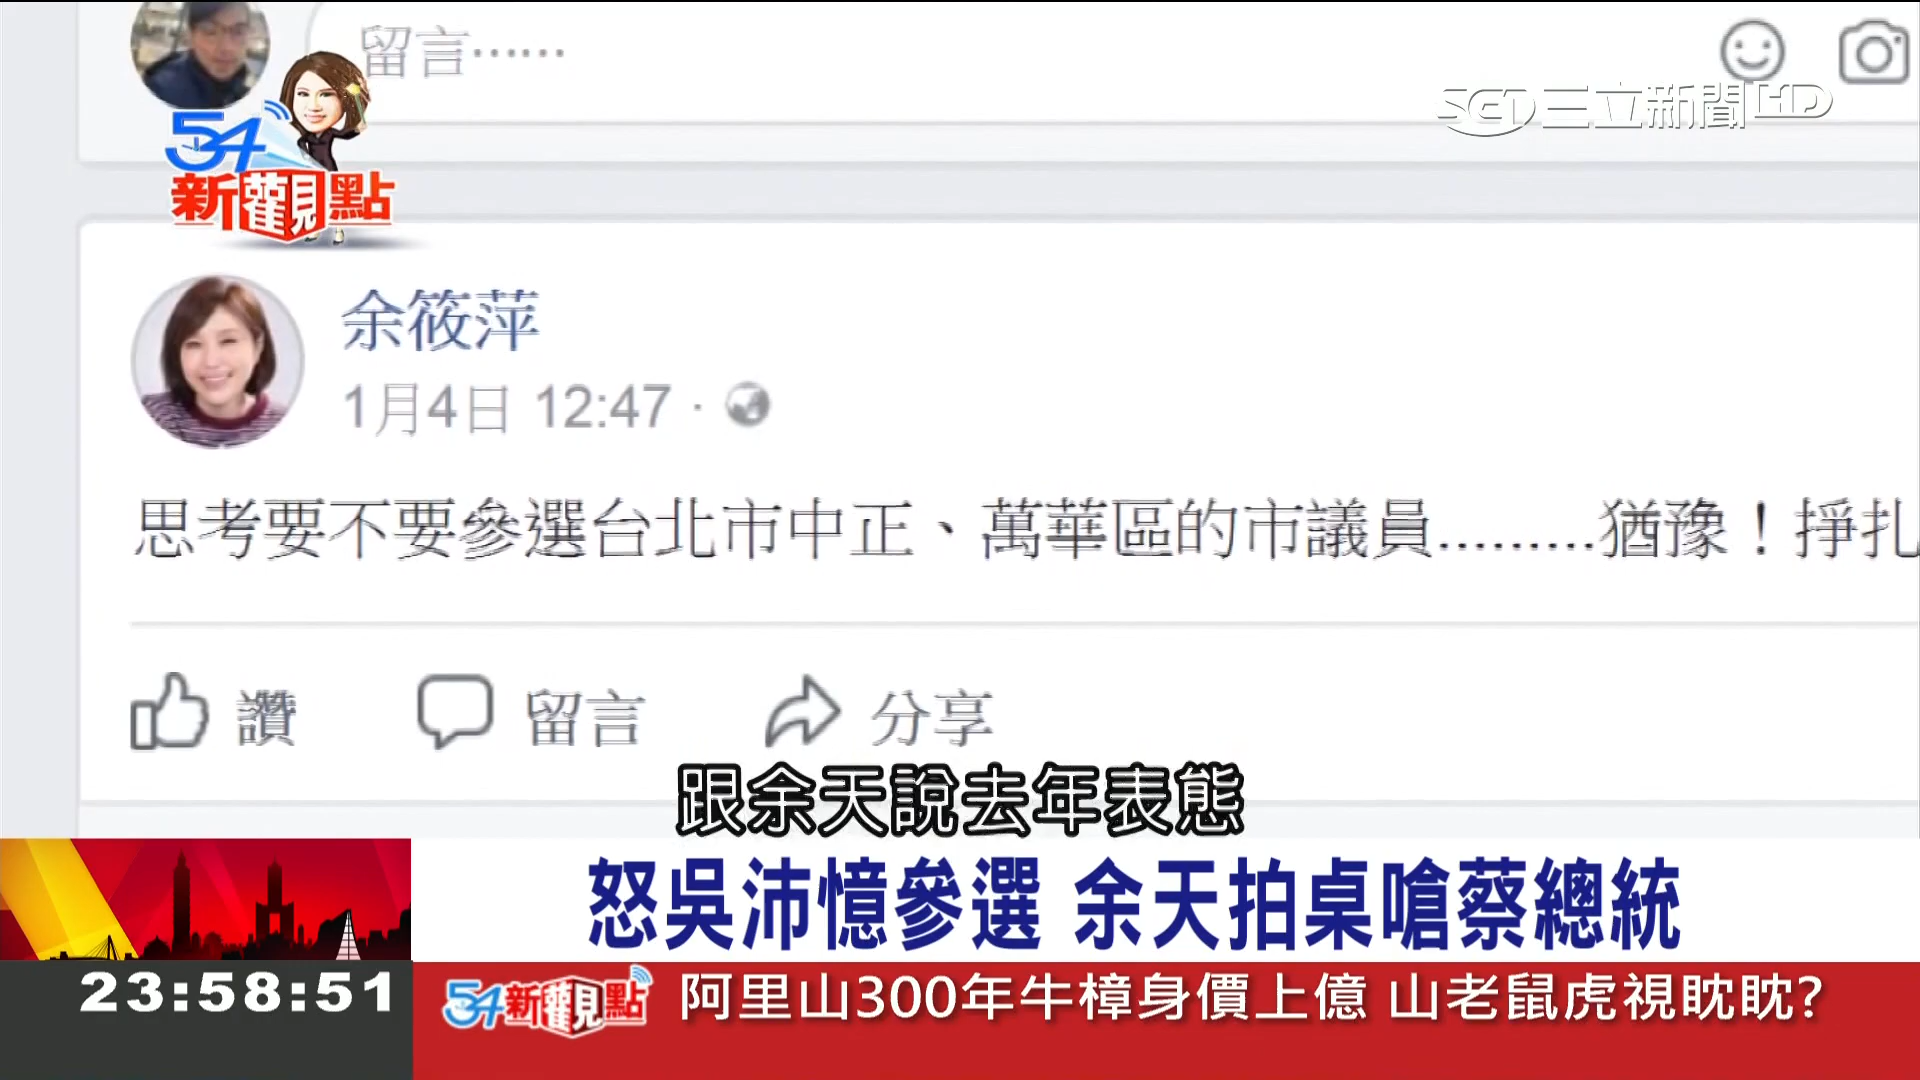 留言……
SET三立新聞HD
54
新觀點
余筱萍
1月4日 12:47
思考要不要參選台北市中正、萬華區的市議員.........猶豫！掙扎
讚 留言 分享
跟余天說去年表態
怒吳沛憶參選 余天拍桌嗆蔡總統
23:58:51
54新觀點 阿里山300年牛樟身價上億 山老鼠虎視眈眈?